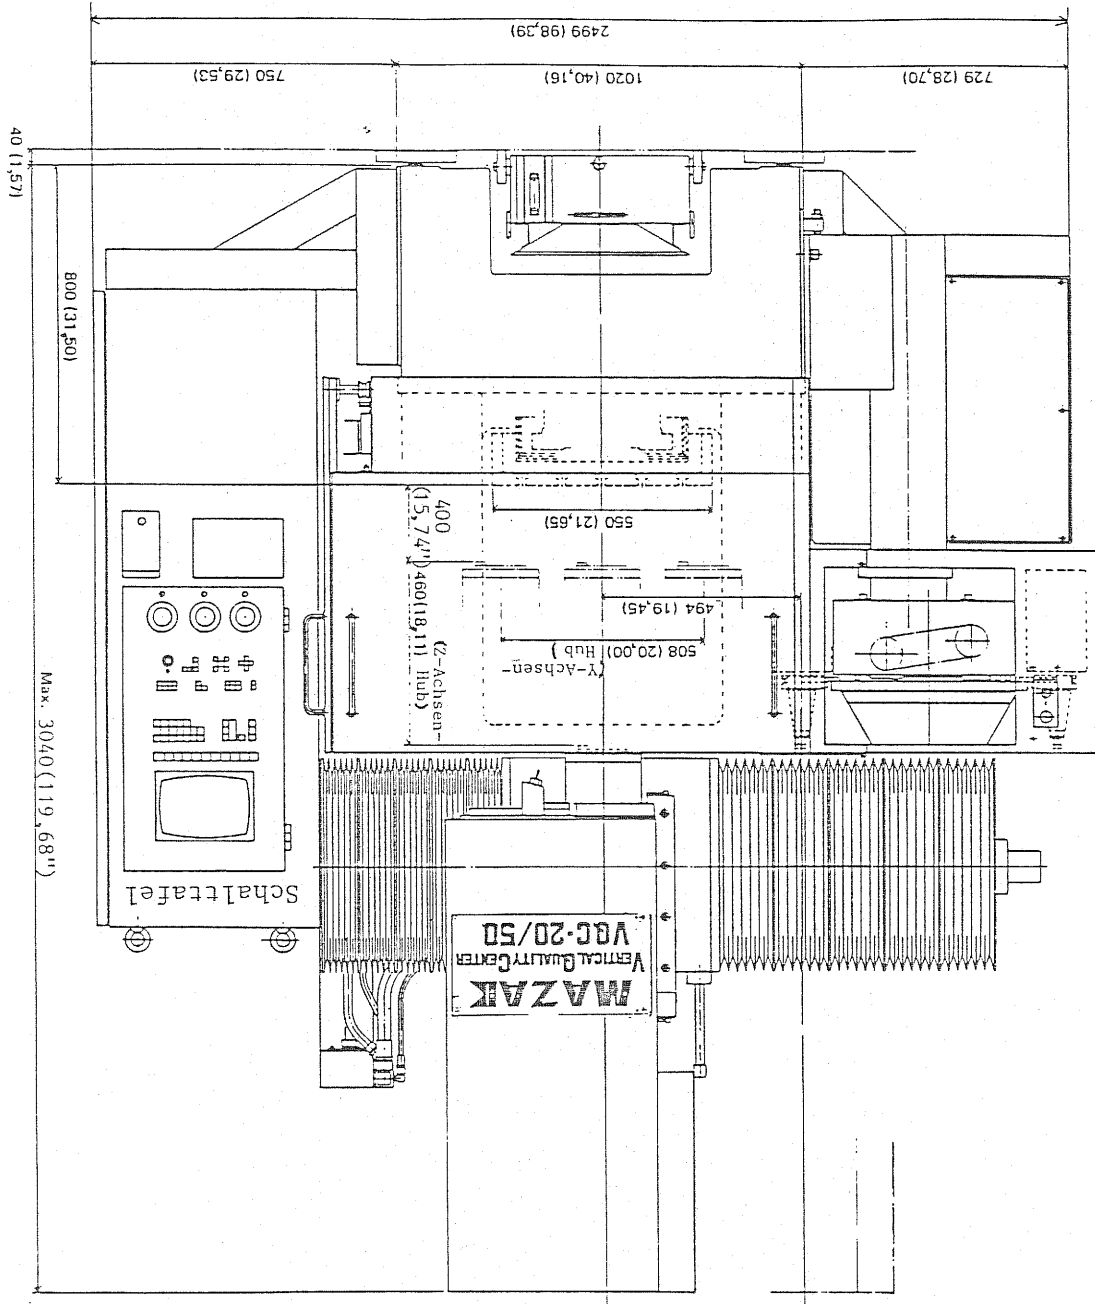 MAZAK
VERTICAL QUALITY CENTER
VQC-20/50
Schalttafel
Max. 3040 (119,68")
(Z-Achsen-
460(18,11) Hub)
(Y-Achsen-
508 (20,00) Hub )
494 (19,45)
400
(15,74")
550 (21,65)
800 (31,50)
40 (1,57)
729 (28,70)
1020 (40,16)
750 (29,53)
2499 (98,39)